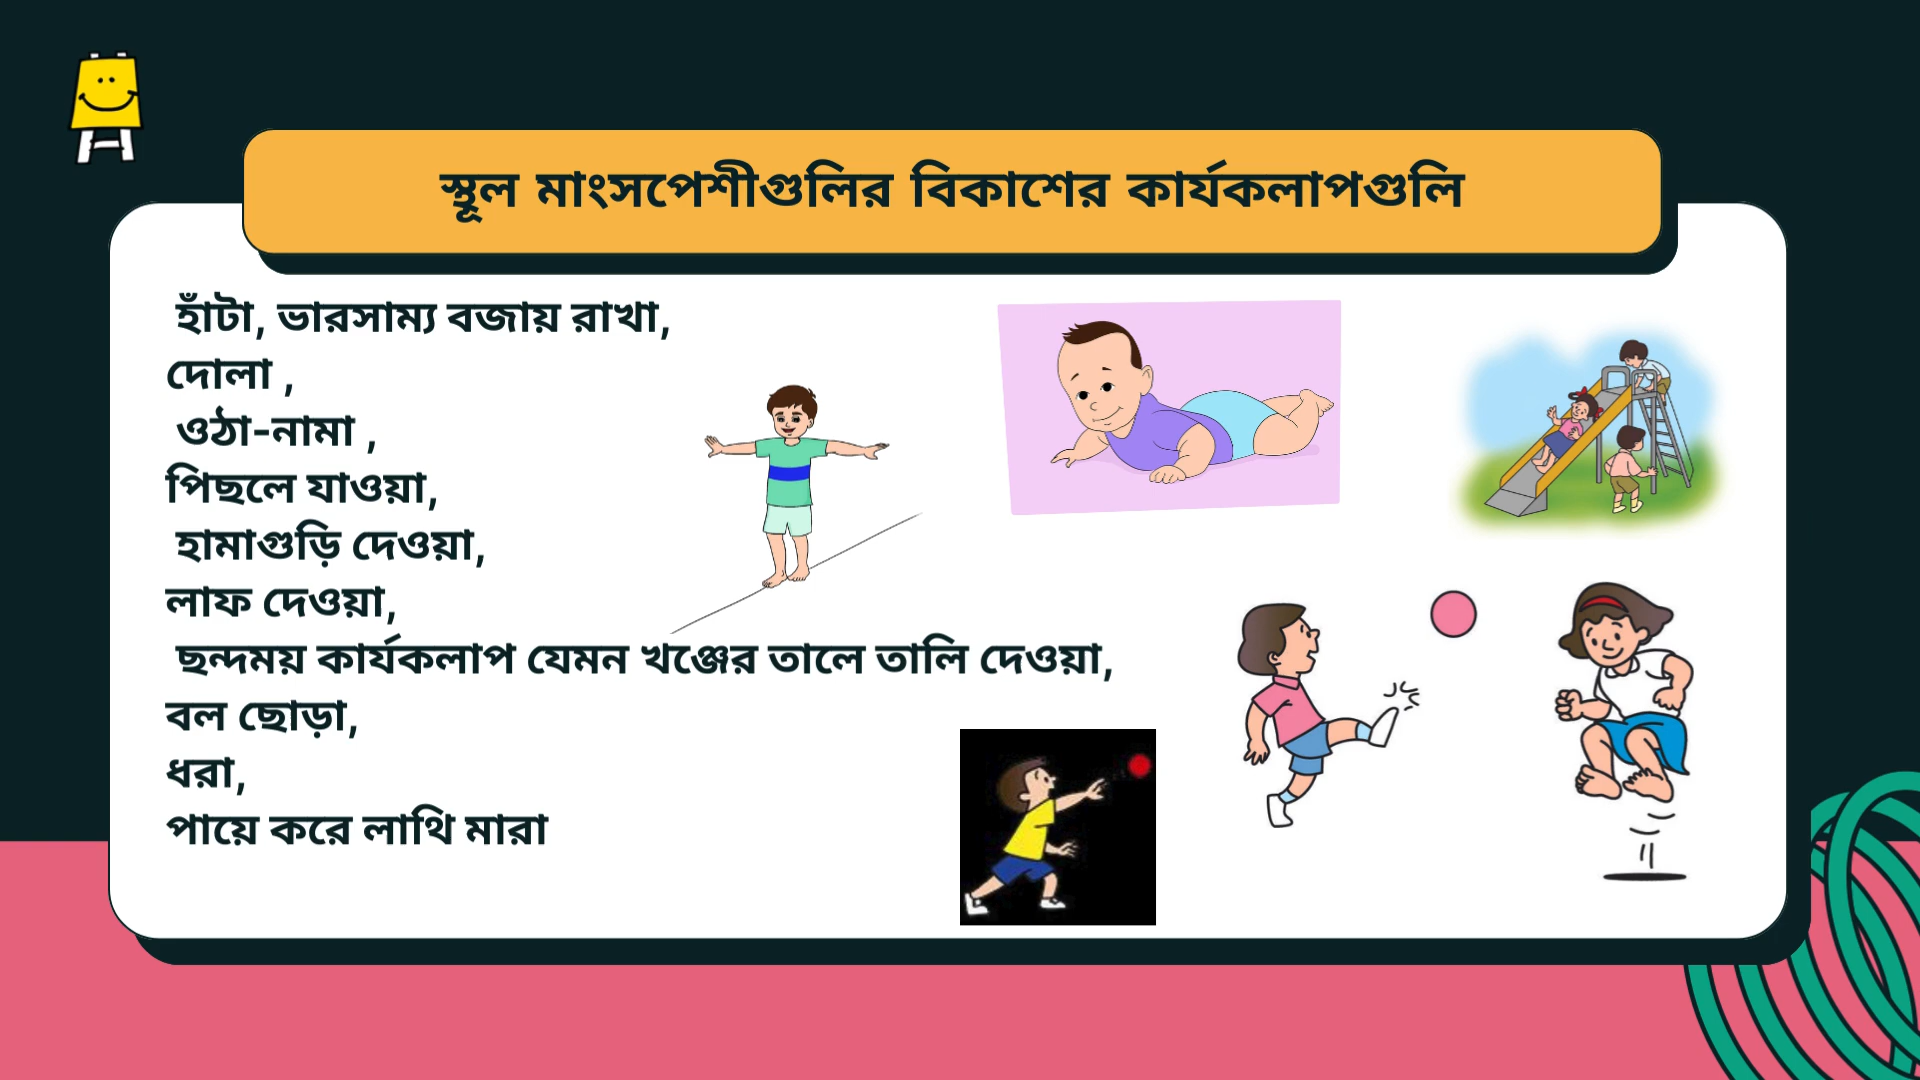 স্থূল মাংসপেশীগুলির বিকাশের কার্যকলাপগুলি
হাঁটা, ভারসাম্য বজায় রাখা,
দোলা ,
ওঠা-নামা ,
পিছলে যাওয়া,
হামাগুড়ি দেওয়া,
লাফ দেওয়া,
ছন্দময় কার্যকলাপ যেমন খঞ্জের তালে তালি দেওয়া,
বল ছোড়া,
ধরা,
পায়ে করে লাথি মারা